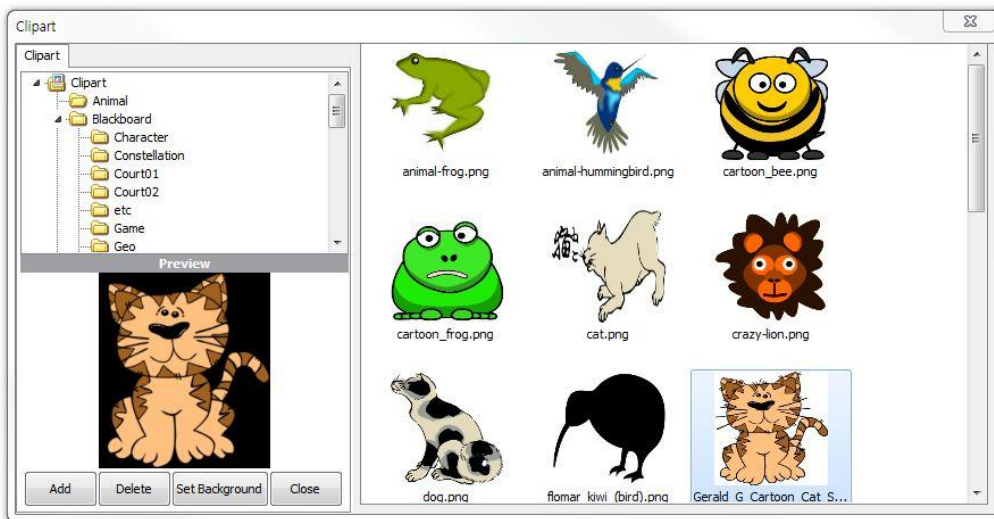 Clipart
Clipart
Clipart
Animal
Blackboard
Character
Constellation
Court01
Court02
etc
Game
Geo
Preview
Add Delete Set Background Close
animal-frog.png animal-hummingbird.png cartoon_bee.png
猫
cartoon_frog.png cat.png crazy-lion.png
dog.png flomar_kiwi_(bird).png Gerald_G_Cartoon_Cat_S...